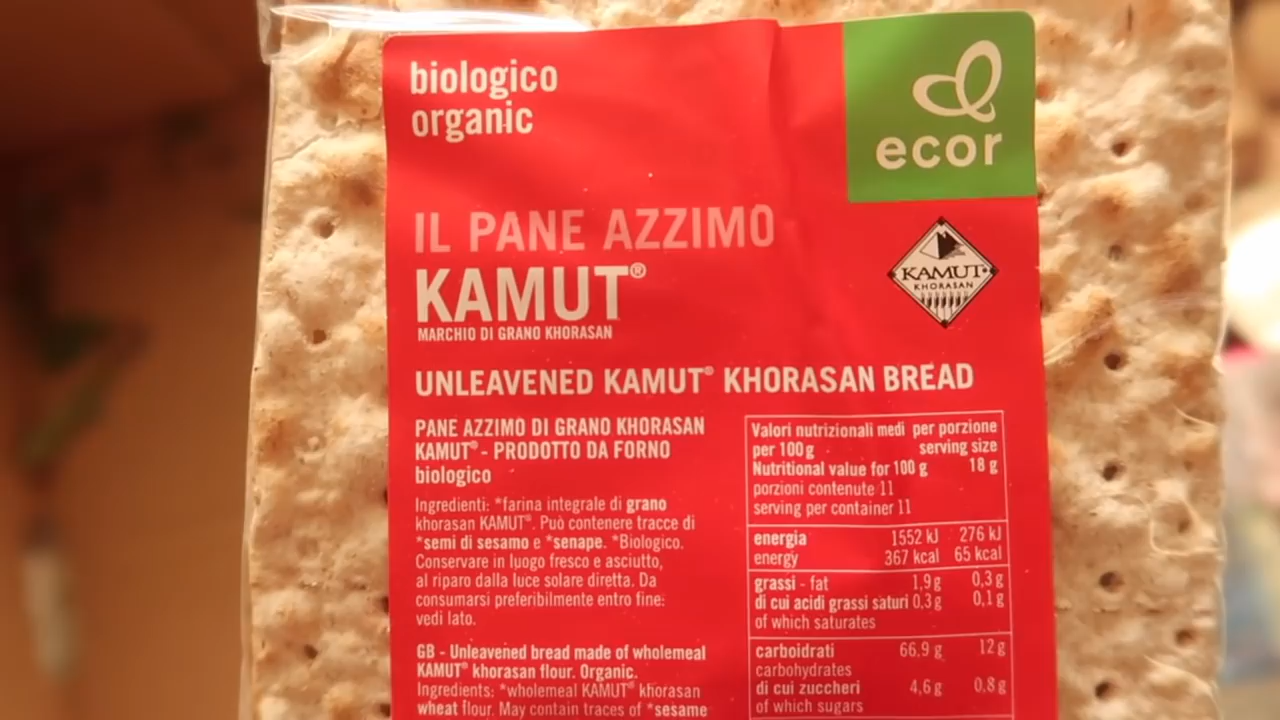 biologico
organic
ecor
IL PANE AZZIMO
KAMUT®
MARCHIO DI GRANO KHORASAN
KAMUT
KHORASAN
UNLEAVENED KAMUT® KHORASAN BREAD
PANE AZZIMO DI GRANO KHORASAN
KAMUT® - PRODOTTO DA FORNO
biologico
Ingredienti: *farina integrale di grano
khorasan KAMUT®. Può contenere tracce di
*semi di sesamo e *senape. *Biologico.
Conservare in luogo fresco e asciutto,
al riparo dalla luce solare diretta. Da
consumarsi preferibilmente entro fine:
vedi lato.
GB - Unleavened bread made of wholemeal
KAMUT® khorasan flour. Organic.
Ingredients: *wholemeal KAMUT® khorasan
wheat flour. May contain traces of *sesame
Valori nutrizionali medi per porzione
per 100 g serving size
Nutritional value for 100 g 18 g
porzioni contenute 11
serving per container 11
energia 1552 kJ 276 kJ
energy 367 kcal 65 kcal
grassi - fat 1,9 g 0,3 g
di cui acidi grassi saturi 0,3 g 0,1 g
of which saturates
carboidrati 66,9 g 12 g
carbohydrates
di cui zuccheri 4,6 g 0,8 g
of which sugars